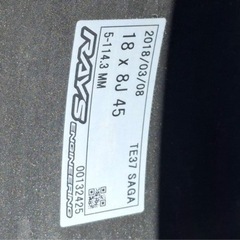 2018/03/08
TE37 SAGA
18 x 8J 45
5-114.3 MM
RAYS
ENGINEERING
00132425